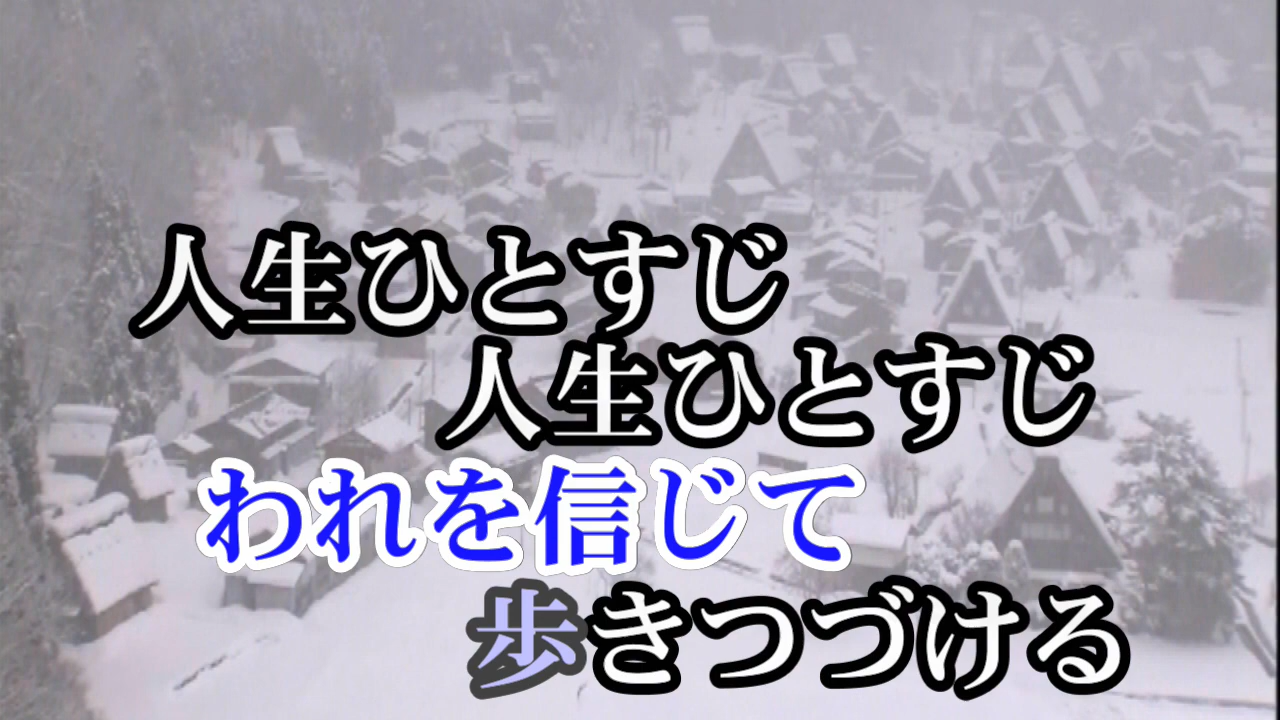 人生ひとすじ
人生ひとすじ
われを信じて
歩きつづける